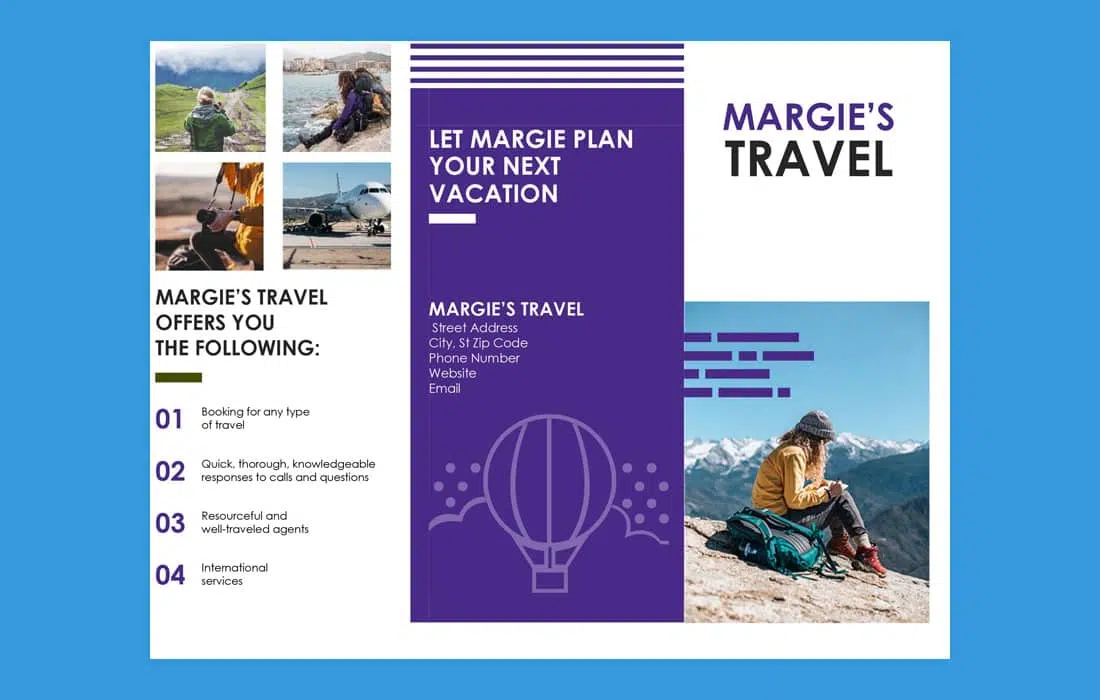 MARGIE’S TRAVEL
OFFERS YOU
THE FOLLOWING:
01
Booking for any type
of travel
02
Quick, thorough, knowledgeable
responses to calls and questions
03
Resourceful and
well-traveled agents
04
International
services
LET MARGIE PLAN
YOUR NEXT
VACATION
MARGIE’S TRAVEL
Street Address
City, St Zip Code
Phone Number
Website
Email
MARGIE’S
TRAVEL